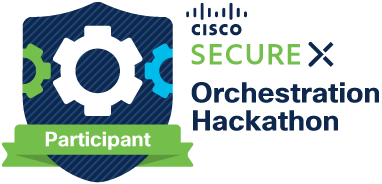 CISCO
SECURE X
Orchestration
Hackathon
Participant